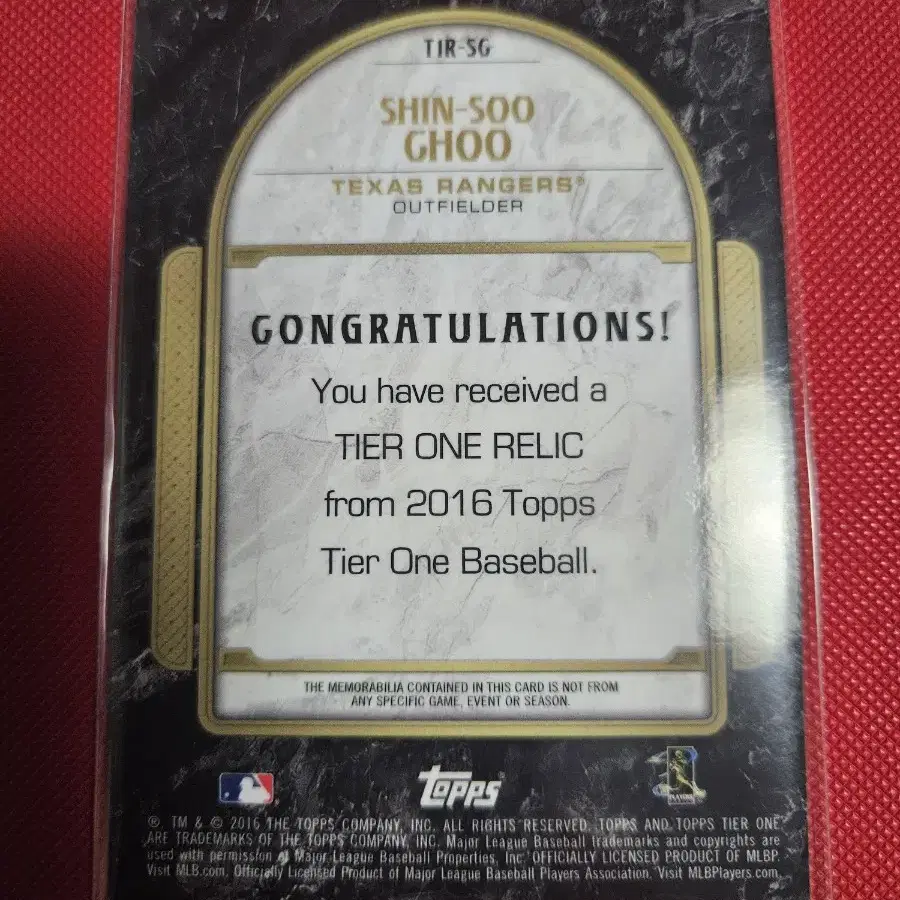 T1R-SG
SHIN-SOO
CHOO
TEXAS RANGERS®
OUTFIELDER
CONGRATULATIONS!
You have received a
TIER ONE RELIC
from 2016 Topps
Tier One Baseball.
THE MEMORABILIA CONTAINED IN THIS CARD IS NOT FROM
ANY SPECIFIC GAME, EVENT OR SEASON.
topps
® TM & © 2016 THE TOPPS COMPANY, INC. ALL RIGHTS RESERVED. TOPPS AND TOPPS TIER ONE
ARE TRADEMARKS OF THE TOPPS COMPANY, INC. Major League Baseball trademarks and copyrights are
used with permission of Major League Baseball Properties, Inc. OFFICIALLY LICENSED PRODUCT OF MLBP.
Visit MLB.com. Officially Licensed Product of Major League Baseball Players Association. Visit MLBPlayers.com